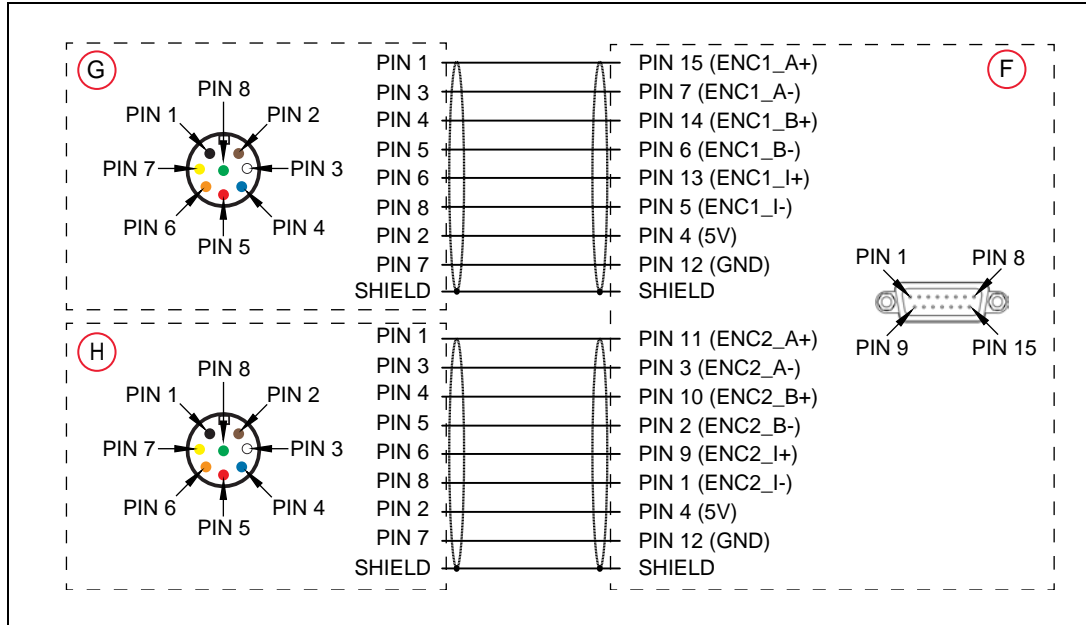 G
PIN 8
PIN 1
PIN 2
PIN 7
PIN 3
PIN 6
PIN 4
PIN 5
PIN 1 PIN 15 (ENC1_A+)
PIN 3 PIN 7 (ENC1_A-)
PIN 4 PIN 14 (ENC1_B+)
PIN 5 PIN 6 (ENC1_B-)
PIN 6 PIN 13 (ENC1_I+)
PIN 8 PIN 5 (ENC1_I-)
PIN 2 PIN 4 (5V)
PIN 7 PIN 12 (GND)
SHIELD SHIELD
F
PIN 1 PIN 8
PIN 9 PIN 15
H
PIN 8
PIN 1
PIN 2
PIN 7
PIN 3
PIN 6
PIN 4
PIN 5
PIN 1 PIN 11 (ENC2_A+)
PIN 3 PIN 3 (ENC2_A-)
PIN 4 PIN 10 (ENC2_B+)
PIN 5 PIN 2 (ENC2_B-)
PIN 6 PIN 9 (ENC2_I+)
PIN 8 PIN 1 (ENC2_I-)
PIN 2 PIN 4 (5V)
PIN 7 PIN 12 (GND)
SHIELD SHIELD